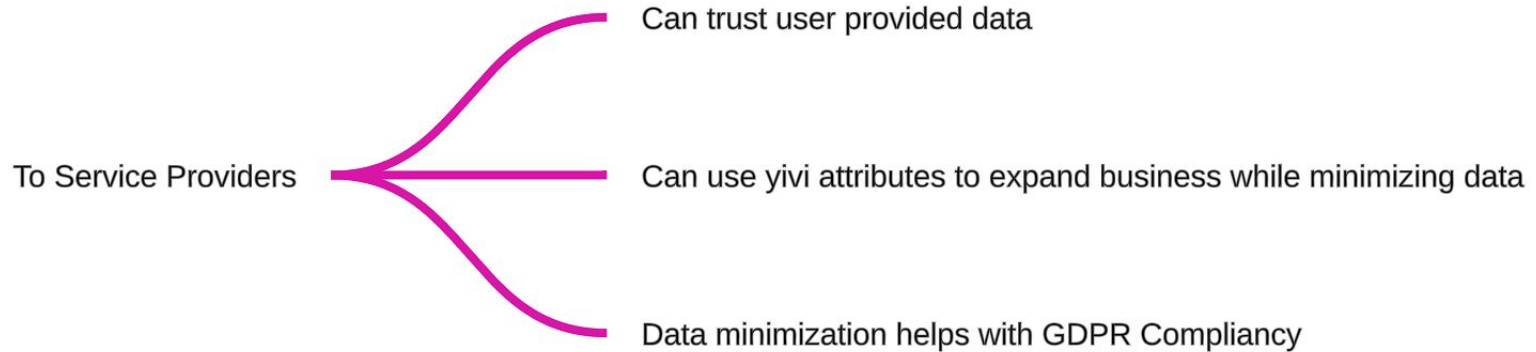 Can trust user provided data
To Service Providers
Can use yivi attributes to expand business while minimizing data
Data minimization helps with GDPR Compliancy